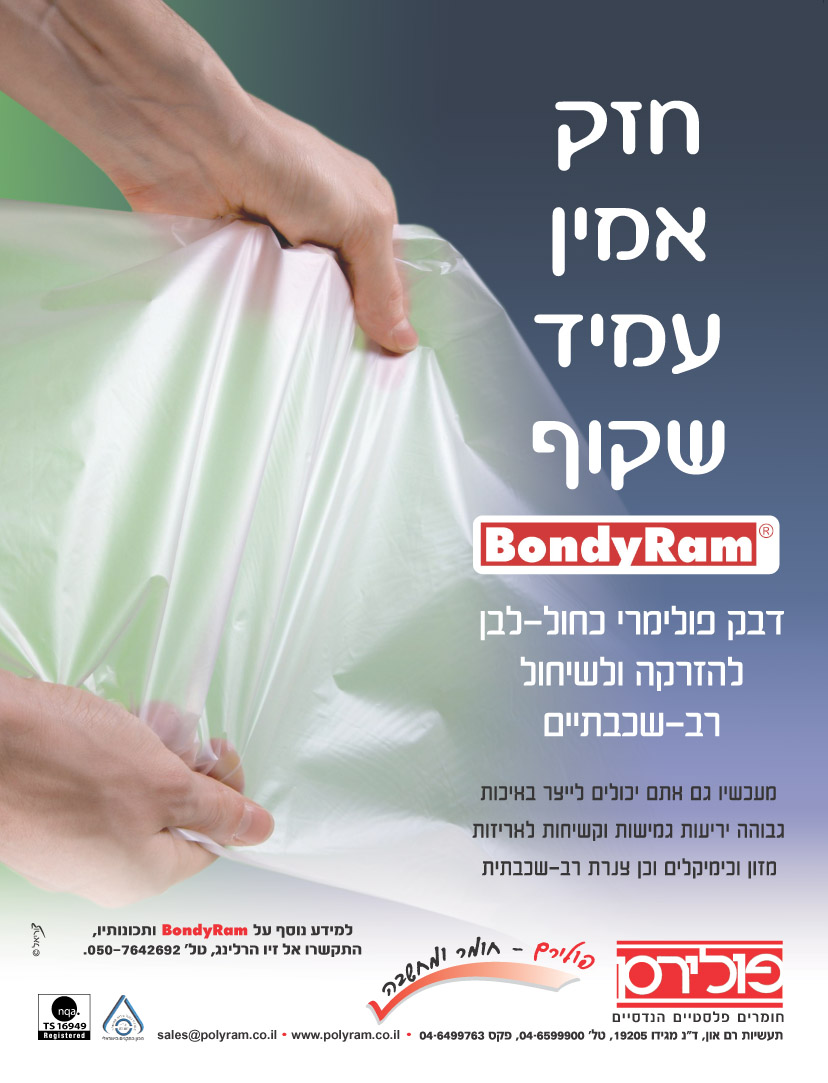 חזק
אמין
עמיד
שקוף
BondyRam®
דבק פולימרי כחול-לבן
להזרקה ולשיחול
רב-שכבתיים
מעכשיו גם אתם יכולים לייצר באיכות
גבוהה יריעות גמישות וקשיחות לאריזות
מזון וכימיקלים וכן צנרת רב-שכבתית
למידע נוסף על BondyRam ותכונותיו,
התקשרו אל זיו הרלינג, טל' 050-7642692.
פולירם - חומר ומחשבה
פולירם
חומרים פלסטיים הנדסיים
תעשיות רם און, ד"נ מגידו 19205, טל' 04-6599900, פקס 04-6499763 • www.polyram.co.il • sales@polyram.co.il
nqa.
TS 16949
Registered